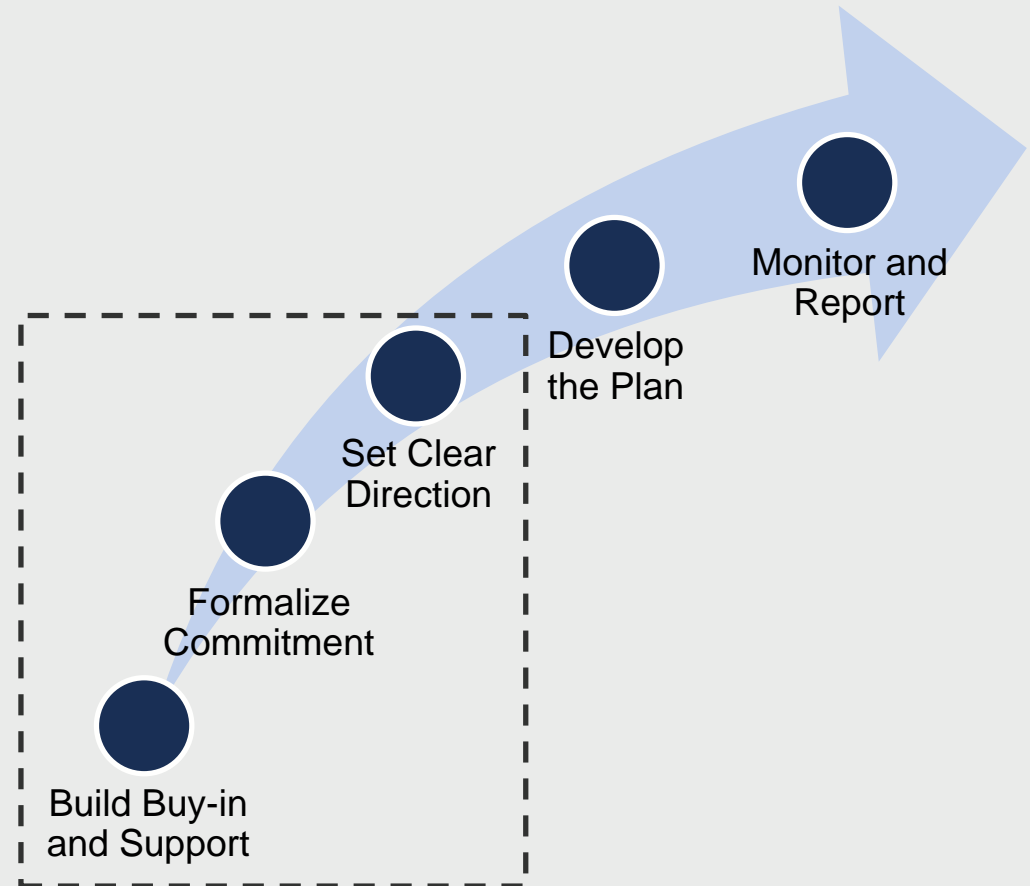 Monitor and
Report
Develop
the Plan
Set Clear
Direction
Formalize
Commitment
Build Buy-in
and Support